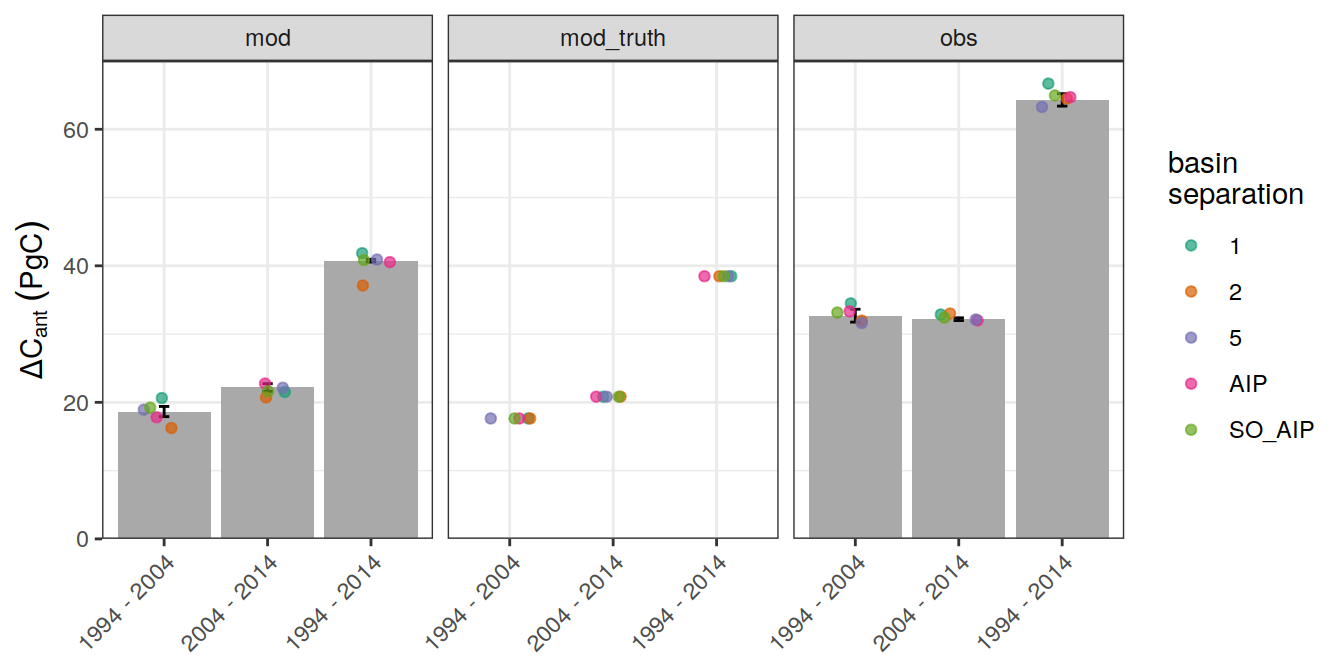 mod
mod_truth
obs
ΔCant (PgC)
60
40
20
0
1994 - 2004
2004 - 2014
1994 - 2014
1994 - 2004
2004 - 2014
1994 - 2014
1994 - 2004
2004 - 2014
1994 - 2014
basin
separation
1
2
5
AIP
SO_AIP